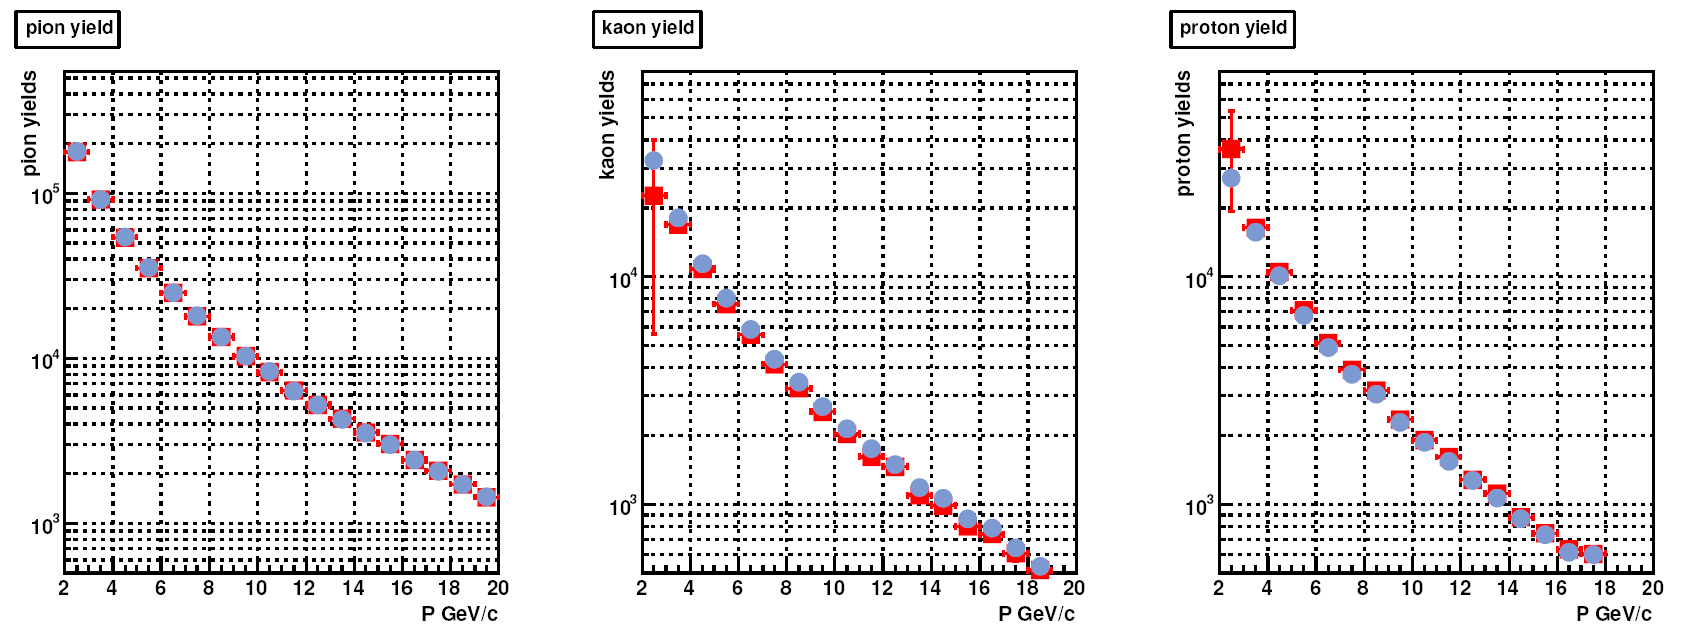 pion yield
pion yields
10^5
10^4
10^3
2 4 6 8 10 12 14 16 18 20
P GeV/c
kaon yield
kaon yields
10^4
10^3
2 4 6 8 10 12 14 16 18 20
P GeV/c
proton yield
proton yields
10^4
10^3
2 4 6 8 10 12 14 16 18 20
P GeV/c